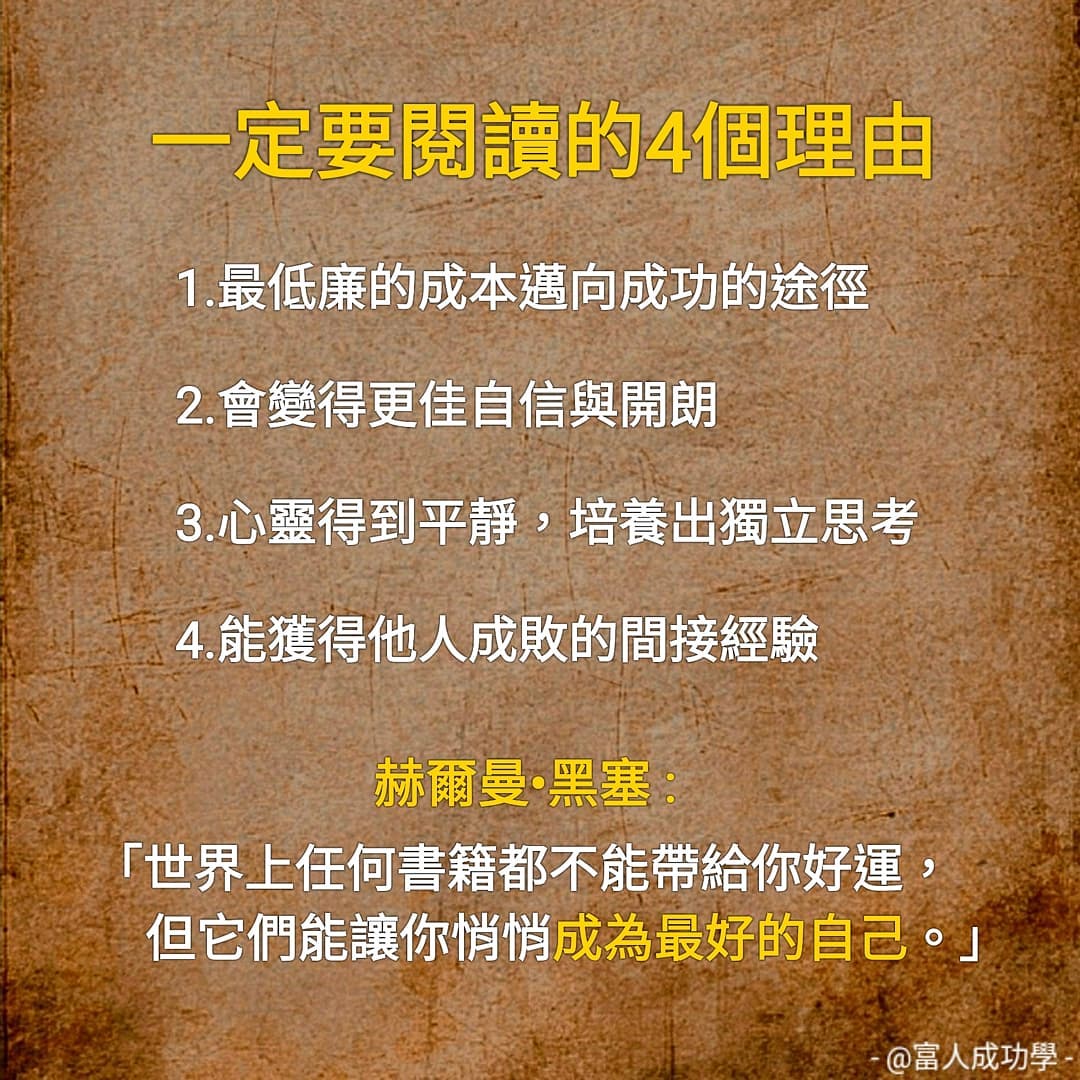 一定要閱讀的4個理由
1.最低廉的成本邁向成功的途徑
2.會變得更佳自信與開朗
3.心靈得到平靜，培養出獨立思考
4.能獲得他人成敗的間接經驗
赫爾曼•黑塞：
「世界上任何書籍都不能帶給你好運，
但它們能讓你悄悄成為最好的自己。」
- @富人成功學 -